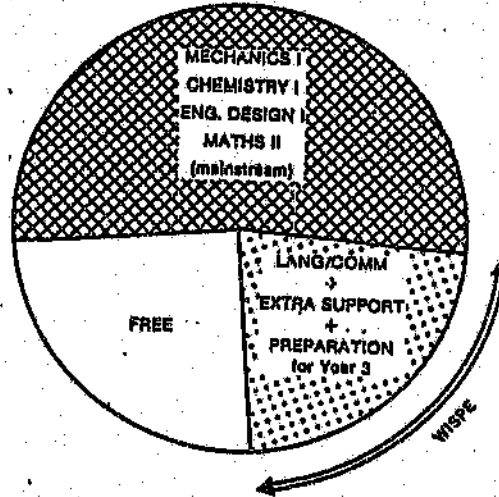 MECHANICS I
CHEMISTRY I
ENG. DESIGN I
MATHS II
(mainstream)
LANG/COMM
+
EXTRA SUPPORT
+
PREPARATION
for Year 3
FREE
WISPE